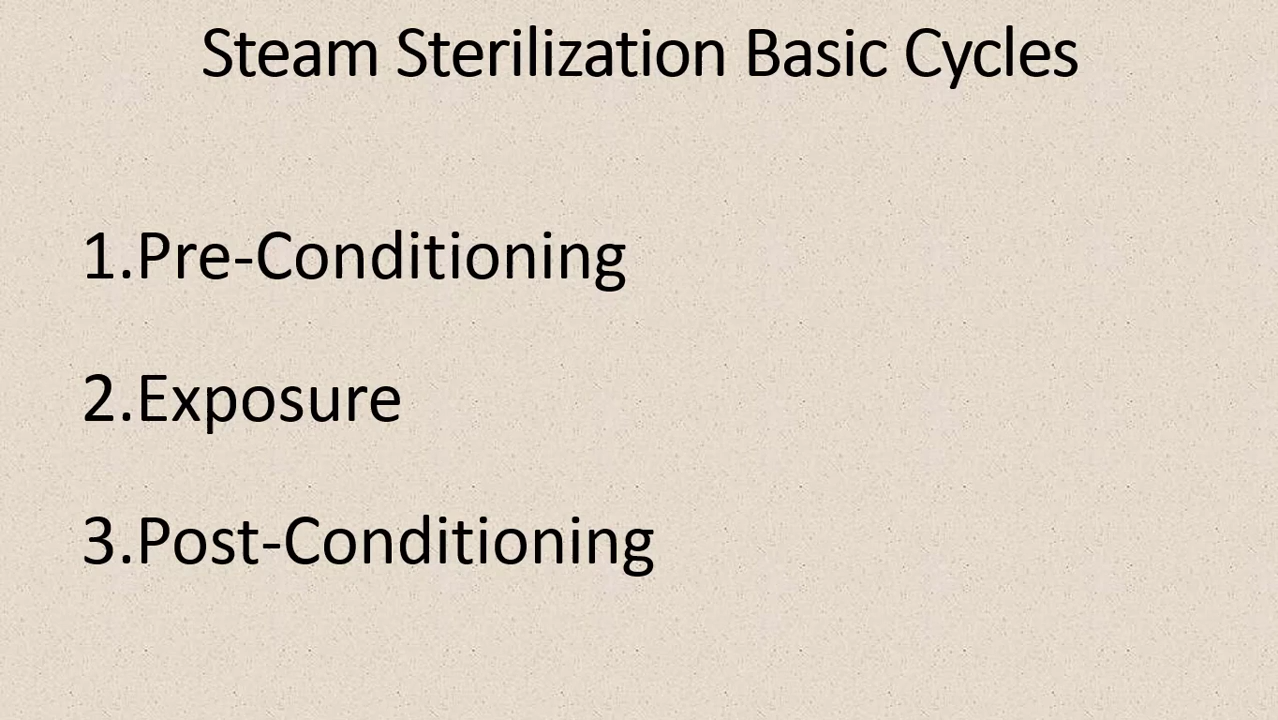 Steam Sterilization Basic Cycles
1.Pre-Conditioning
2.Exposure
3.Post-Conditioning